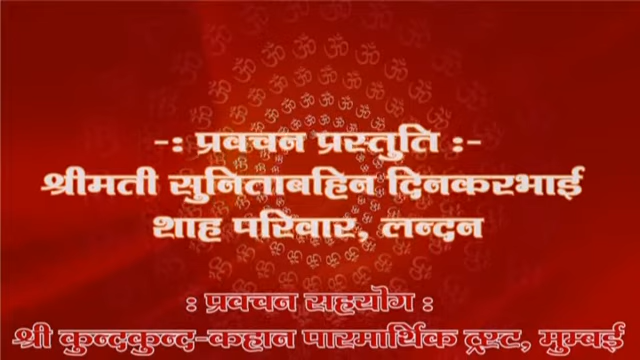 -: प्रवचन प्रस्तुति :-
श्रीमती सुनिताबहिन दिनकरभाई
शाह परिवार, लन्दन
: प्रवचन सहयोग :
श्री कुन्दकुन्द-कहान पारमार्थिक ट्रस्ट, मुम्बई